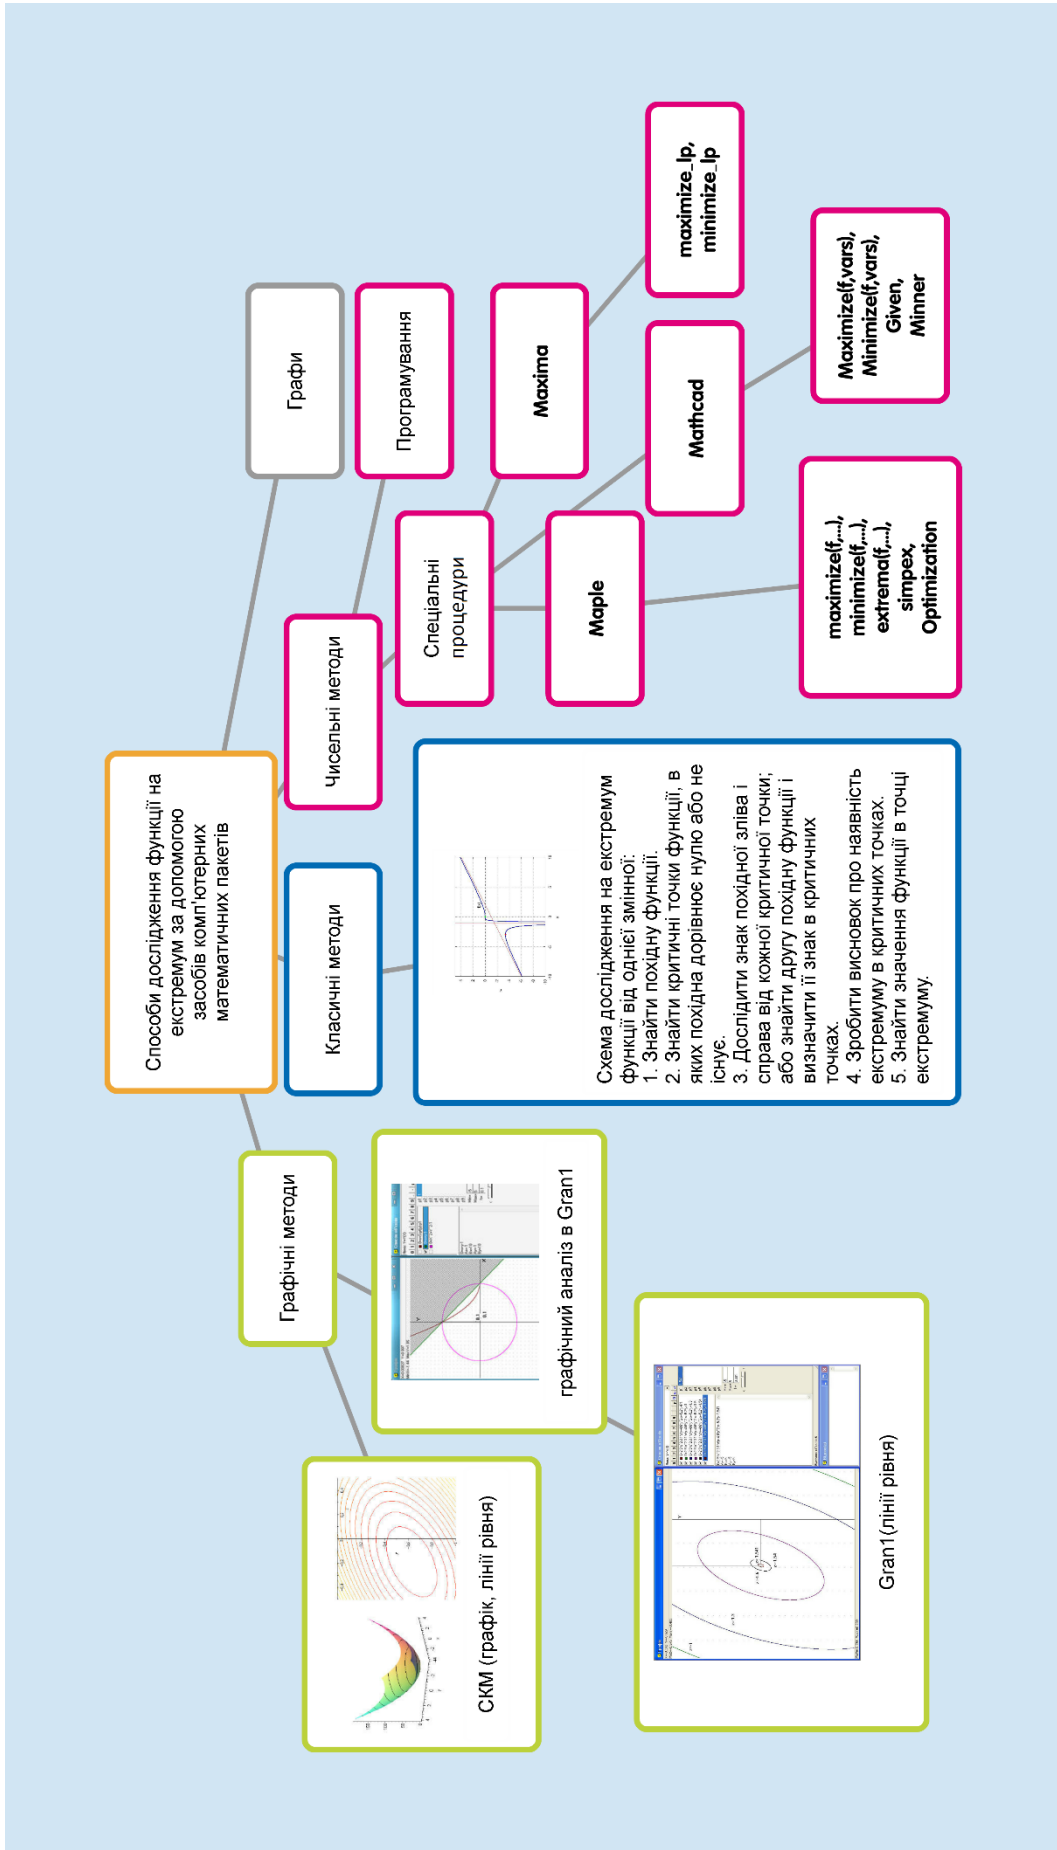 Способи дослідження функції на
екстремум за допомогою
засобів комп'ютерних
математичних пакетів
Графічні методи
Класичні методи
Чисельні методи
Графи
Програмування
Спеціальні
процедури
Maxima
maximize_lp,
minimize_lp
Mathcad
Maximize(f,vars),
Minimize(f,vars),
Given,
Minner
Maple
maximize(f,...),
minimize(f,...),
extrema(f,...),
simpex,
Optimization
Схема дослідження на екстремум
функції від однієї змінної:
1. Знайти похідну функції.
2. Знайти критичні точки функції, в
яких похідна дорівнює нулю або не
існує.
3. Дослідити знак похідної зліва і
справа від кожної критичної точки;
або знайти другу похідну функції і
визначити її знак в критичних
точках.
4. Зробити висновок про наявність
екстремуму в критичних точках.
5. Знайти значення функції в точці
екстремуму.
графічний аналіз в Gran1
СКМ (графік, лінії рівня)
Gran1(лінії рівня)